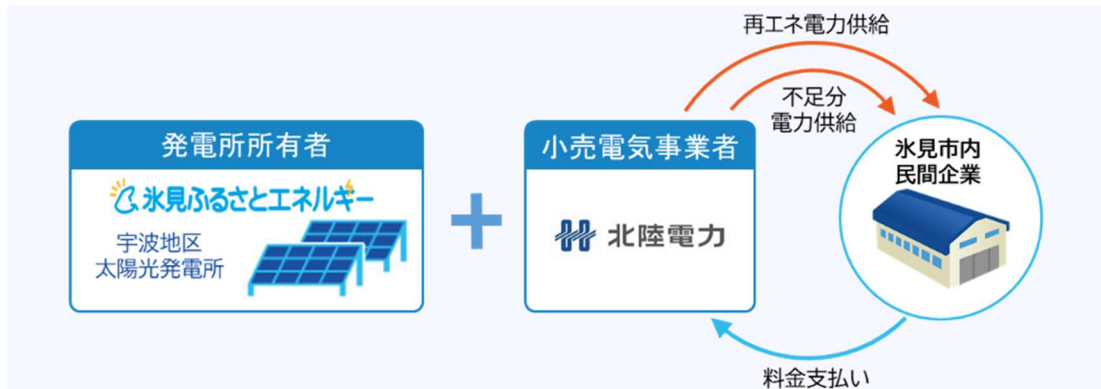 再エネ電力供給
不足分
電力供給
発電所所有者
氷見ふるさとエネルギー
宇波地区
太陽光発電所
小売電気事業者
北陸電力
氷見市内
民間企業
料金支払い